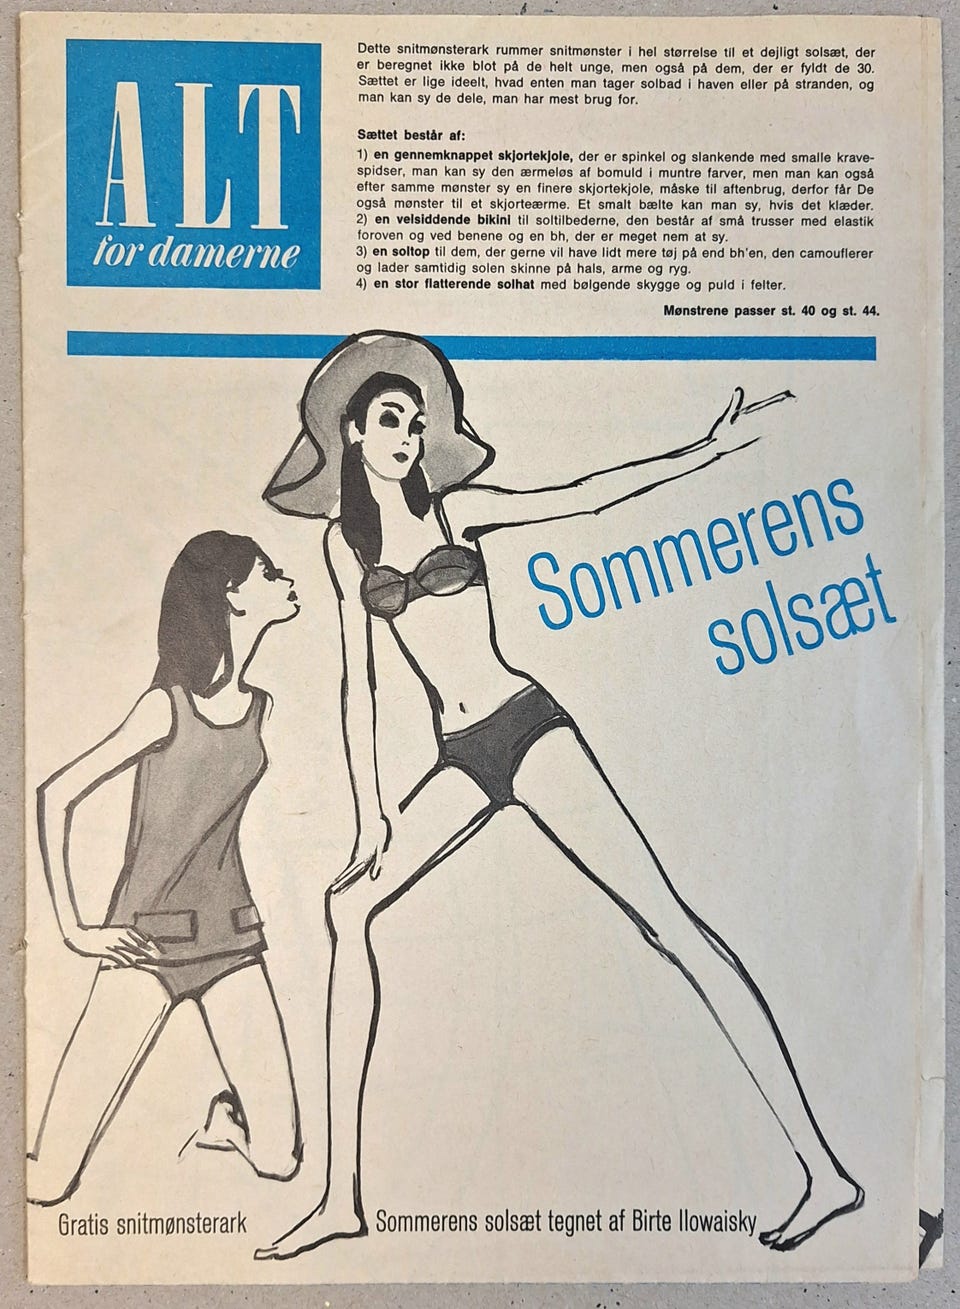 ALT
for damerne
Dette snitmønsterark rummer snitmønster i hel størrelse til et dejligt solsæt, der
er beregnet ikke blot på de helt unge, men også på dem, der er fyldt de 30.
Sættet er lige ideelt, hvad enten man tager solbad i haven eller på stranden, og
man kan sy de dele, man har mest brug for.
Sættet består af:
1) en gennemknappet skjortekjole, der er spinkel og slankende med smalle krave-
spidser, man kan sy den ærmeløs af bomuld i muntre farver, men man kan også
efter samme mønster sy en finere skjortekjole, måske til aftenbrug, derfor får De
også mønster til et skjorteærme. Et smalt bælte kan man sy, hvis det klæder.
2) en velsiddende bikini til soltilbederne, den består af små trusser med elastik
foroven og ved benene og en bh, der er meget nem at sy.
3) en soltop til dem, der gerne vil have lidt mere tøj på end bh'en, den camouflerer
og lader samtidig solen skinne på hals, arme og ryg.
4) en stor flatterende solhat med bølgende skygge og puld i felter.
Mønstrene passer st. 40 og st. 44.
Sommerens
solsæt
Gratis snitmønsterark
Sommerens solsæt tegnet af Birte Ilowaisky